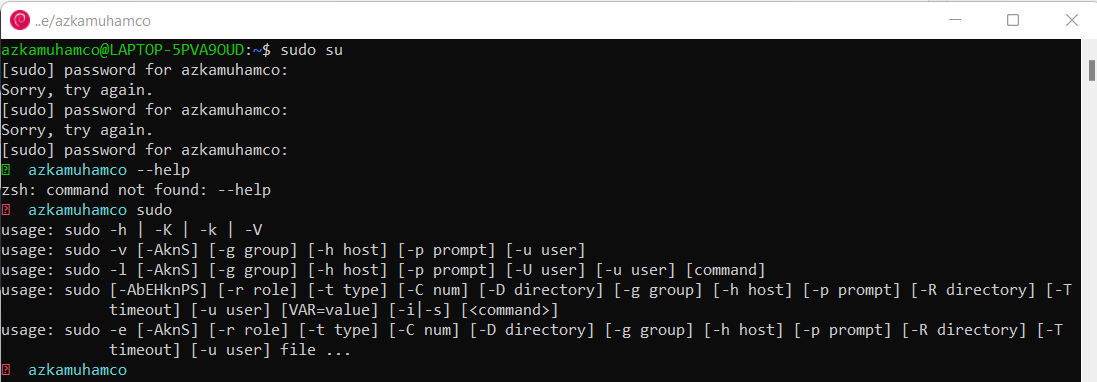 ..e/azkamuhamco
azkamuhamco@LAPTOP-5PVA9OUD:~$ sudo su
[sudo] password for azkamuhamco:
Sorry, try again.
[sudo] password for azkamuhamco:
Sorry, try again.
[sudo] password for azkamuhamco:
⍰  azkamuhamco --help
zsh: command not found: --help
⍰  azkamuhamco sudo
usage: sudo -h | -K | -k | -V
usage: sudo -v [-AknS] [-g group] [-h host] [-p prompt] [-u user]
usage: sudo -l [-AknS] [-g group] [-h host] [-p prompt] [-U user] [-u user] [command]
usage: sudo [-AbEHknPS] [-r role] [-t type] [-C num] [-D directory] [-g group] [-h host] [-p prompt] [-R directory] [-T
            timeout] [-u user] [VAR=value] [-i|-s] [<command>]
usage: sudo -e [-AknS] [-r role] [-t type] [-C num] [-D directory] [-g group] [-h host] [-p prompt] [-R directory] [-T
            timeout] [-u user] file ...
⍰  azkamuhamco